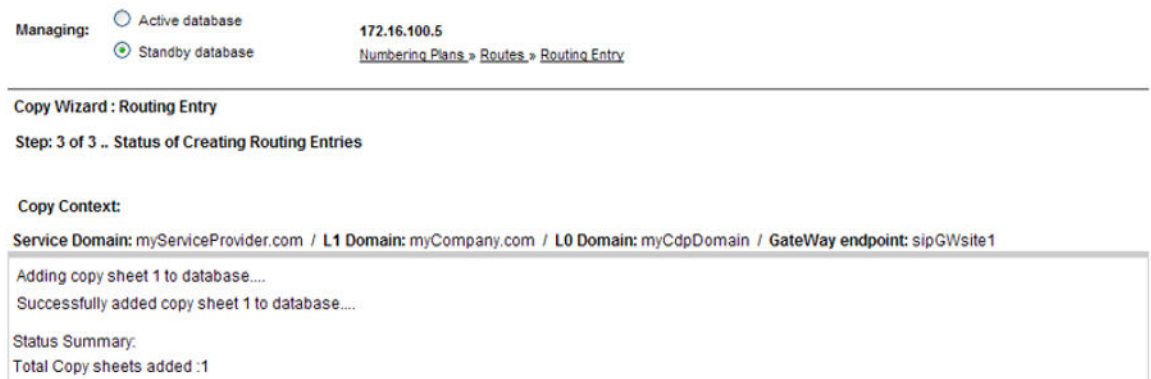 Managing: Active database
172.16.100.5
Standby database
Numbering Plans » Routes » Routing Entry
Copy Wizard : Routing Entry
Step: 3 of 3 .. Status of Creating Routing Entries
Copy Context:
Service Domain: myServiceProvider.com / L1 Domain: myCompany.com / L0 Domain: myCdpDomain / GateWay endpoint: sipGWsite1
Adding copy sheet 1 to database....
Successfully added copy sheet 1 to database....
Status Summary:
Total Copy sheets added :1